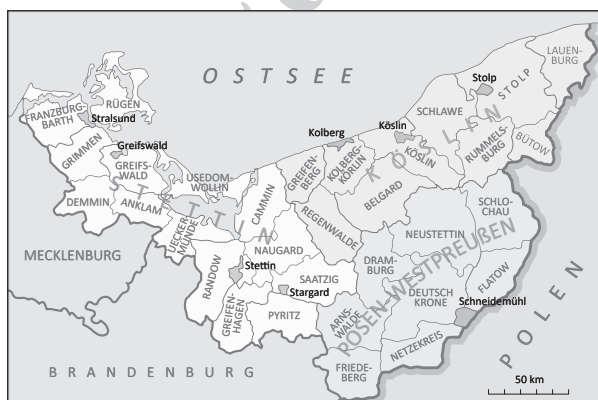 OSTSEE
LAUEN-
BURG
Stolp
STOLP
RÜGEN
FRANZBURG-
BARTH
Stralsund
SCHLAWE
Köslin
Kolberg
KÖSLIN
KÖSLIN
RUMMELS-
BURG
BÜTOW
GRIMMEN
Greifswald
GREIFS-
WALD
USEDOM-
WOLLIN
GREIFEN-
BERG
KOLBERG-
KÖRLIN
BELGARD
DEMMIN
ANKLAM
STETTIN
CAMMIN
REGENWALDE
SCHLO-
CHAU
NEUSTETTIN
UECKER-
MÜNDE
NAUGARD
MECKLENBURG
RANDOW
Stettin
SAATZIG
Stargard
DRAM-
BURG
POSEN-WESTPREUßEN
FLATOW
DEUTSCH
KRONE
Schneidemühl
GREIFEN-
HAGEN
PYRITZ
ARNS-
WALDE
NETZEKREIS
POLEN
BRANDENBURG
FRIEDE-
BERG
50 km